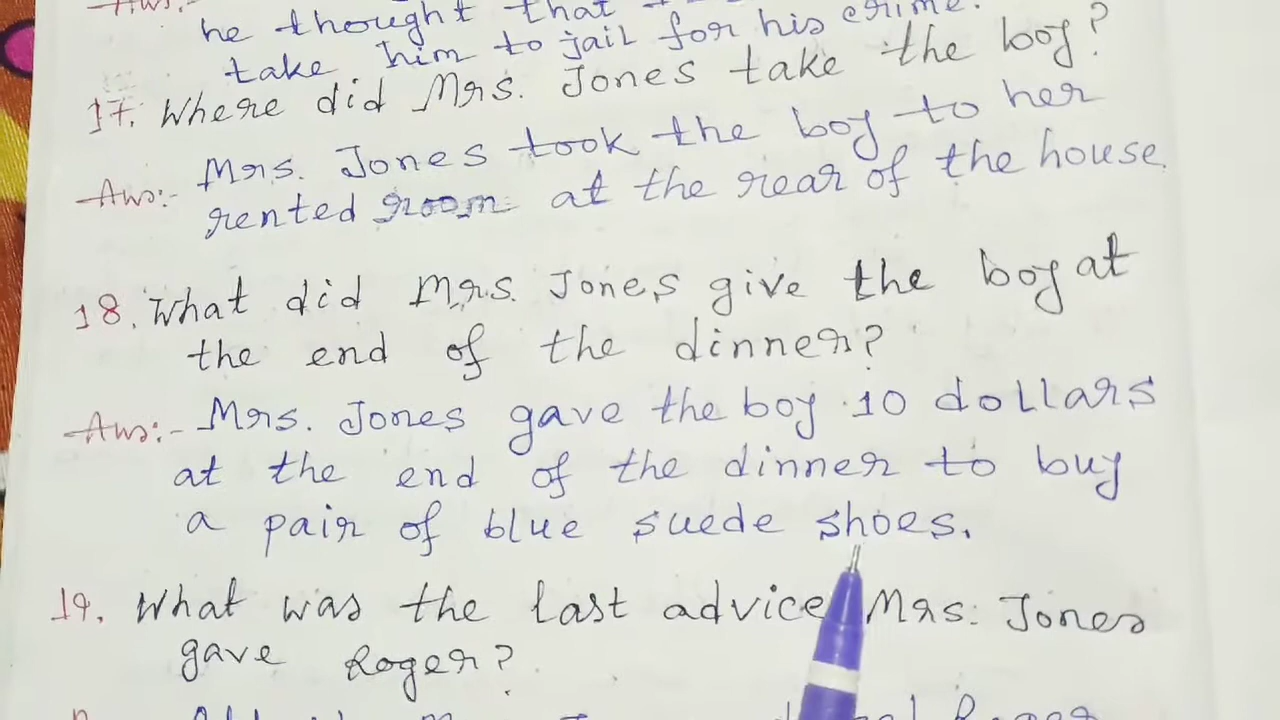 Ans:-
he thought that
take him to jail for his crime.
17. Where did Mrs. Jones take the boy?
Ans:- Mrs. Jones took the boy to her
rented room at the rear of the house.
18. What did Mrs. Jones give the boy at
the end of the dinner?
Ans:- Mrs. Jones gave the boy 10 dollars
at the end of the dinner to buy
a pair of blue suede shoes.
19. What was the last advice Mrs. Jones
gave Roger?